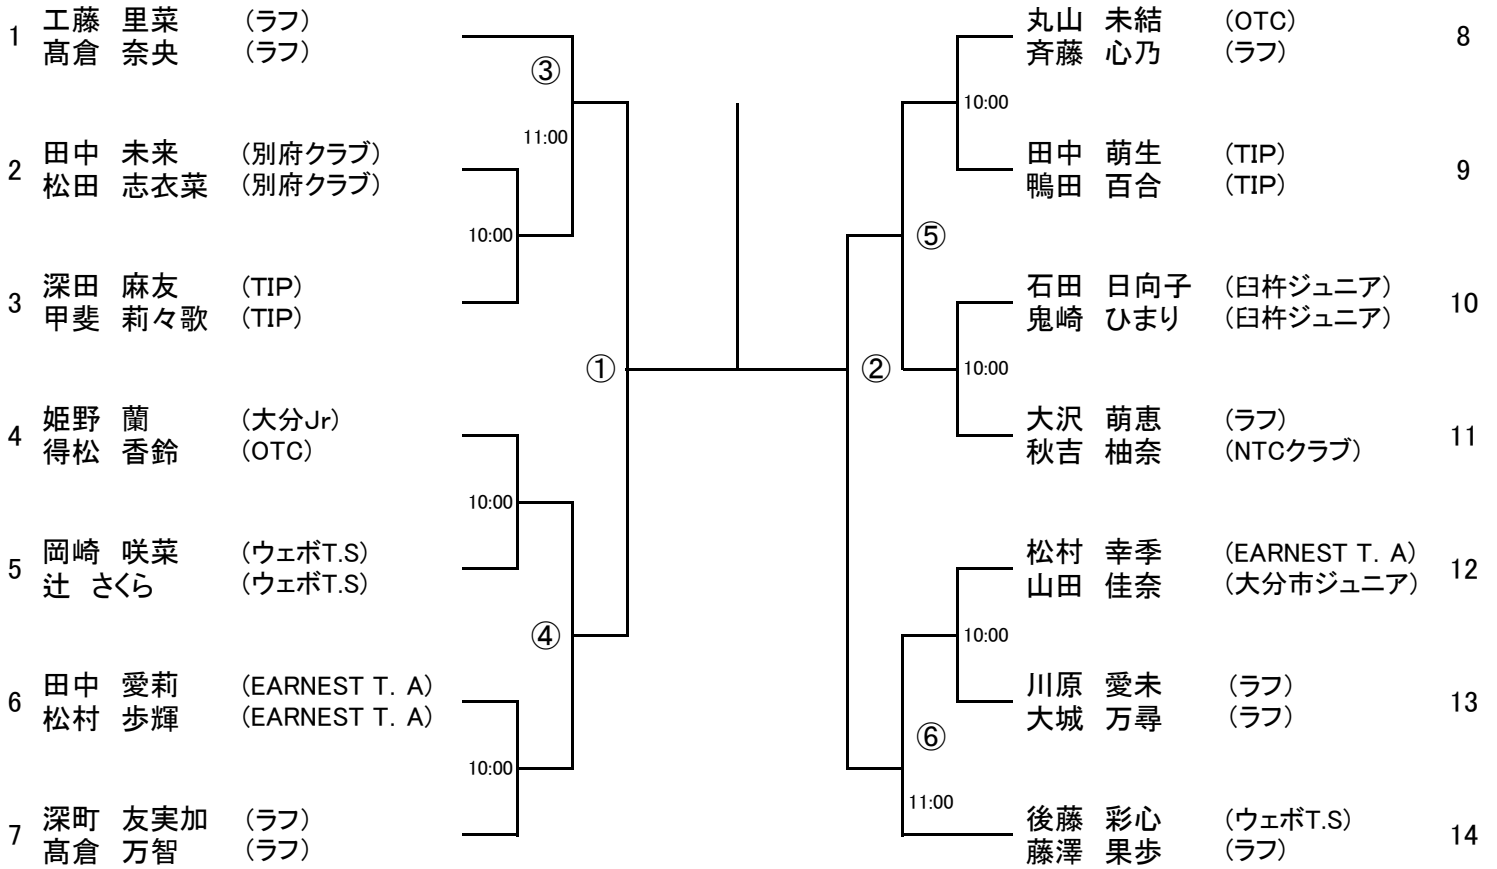 1 工藤 里菜 (ラフ)
髙倉 奈央 (ラフ)
③
11:00
2 田中 未来 (別府クラブ)
松田 志衣菜 (別府クラブ)
10:00
3 深田 麻友 (TIP)
甲斐 莉々歌 (TIP)
①
4 姫野 蘭 (大分Jr)
得松 香鈴 (OTC)
10:00
5 岡崎 咲菜 (ウェボT.S)
辻 さくら (ウェボT.S)
④
6 田中 愛莉 (EARNEST T. A)
松村 歩輝 (EARNEST T. A)
10:00
7 深町 友実加 (ラフ)
髙倉 万智 (ラフ)
丸山 未結 (OTC) 8
斉藤 心乃 (ラフ)
10:00
田中 萌生 (TIP) 9
鴨田 百合 (TIP)
⑤
石田 日向子 (臼杵ジュニア) 10
鬼崎 ひまり (臼杵ジュニア)
②
10:00
大沢 萌恵 (ラフ) 11
秋吉 柚奈 (NTCクラブ)
松村 幸季 (EARNEST T. A) 12
山田 佳奈 (大分市ジュニア)
10:00
川原 愛未 (ラフ) 13
大城 万尋 (ラフ)
⑥
11:00
後藤 彩心 (ウェボT.S) 14
藤澤 果歩 (ラフ)